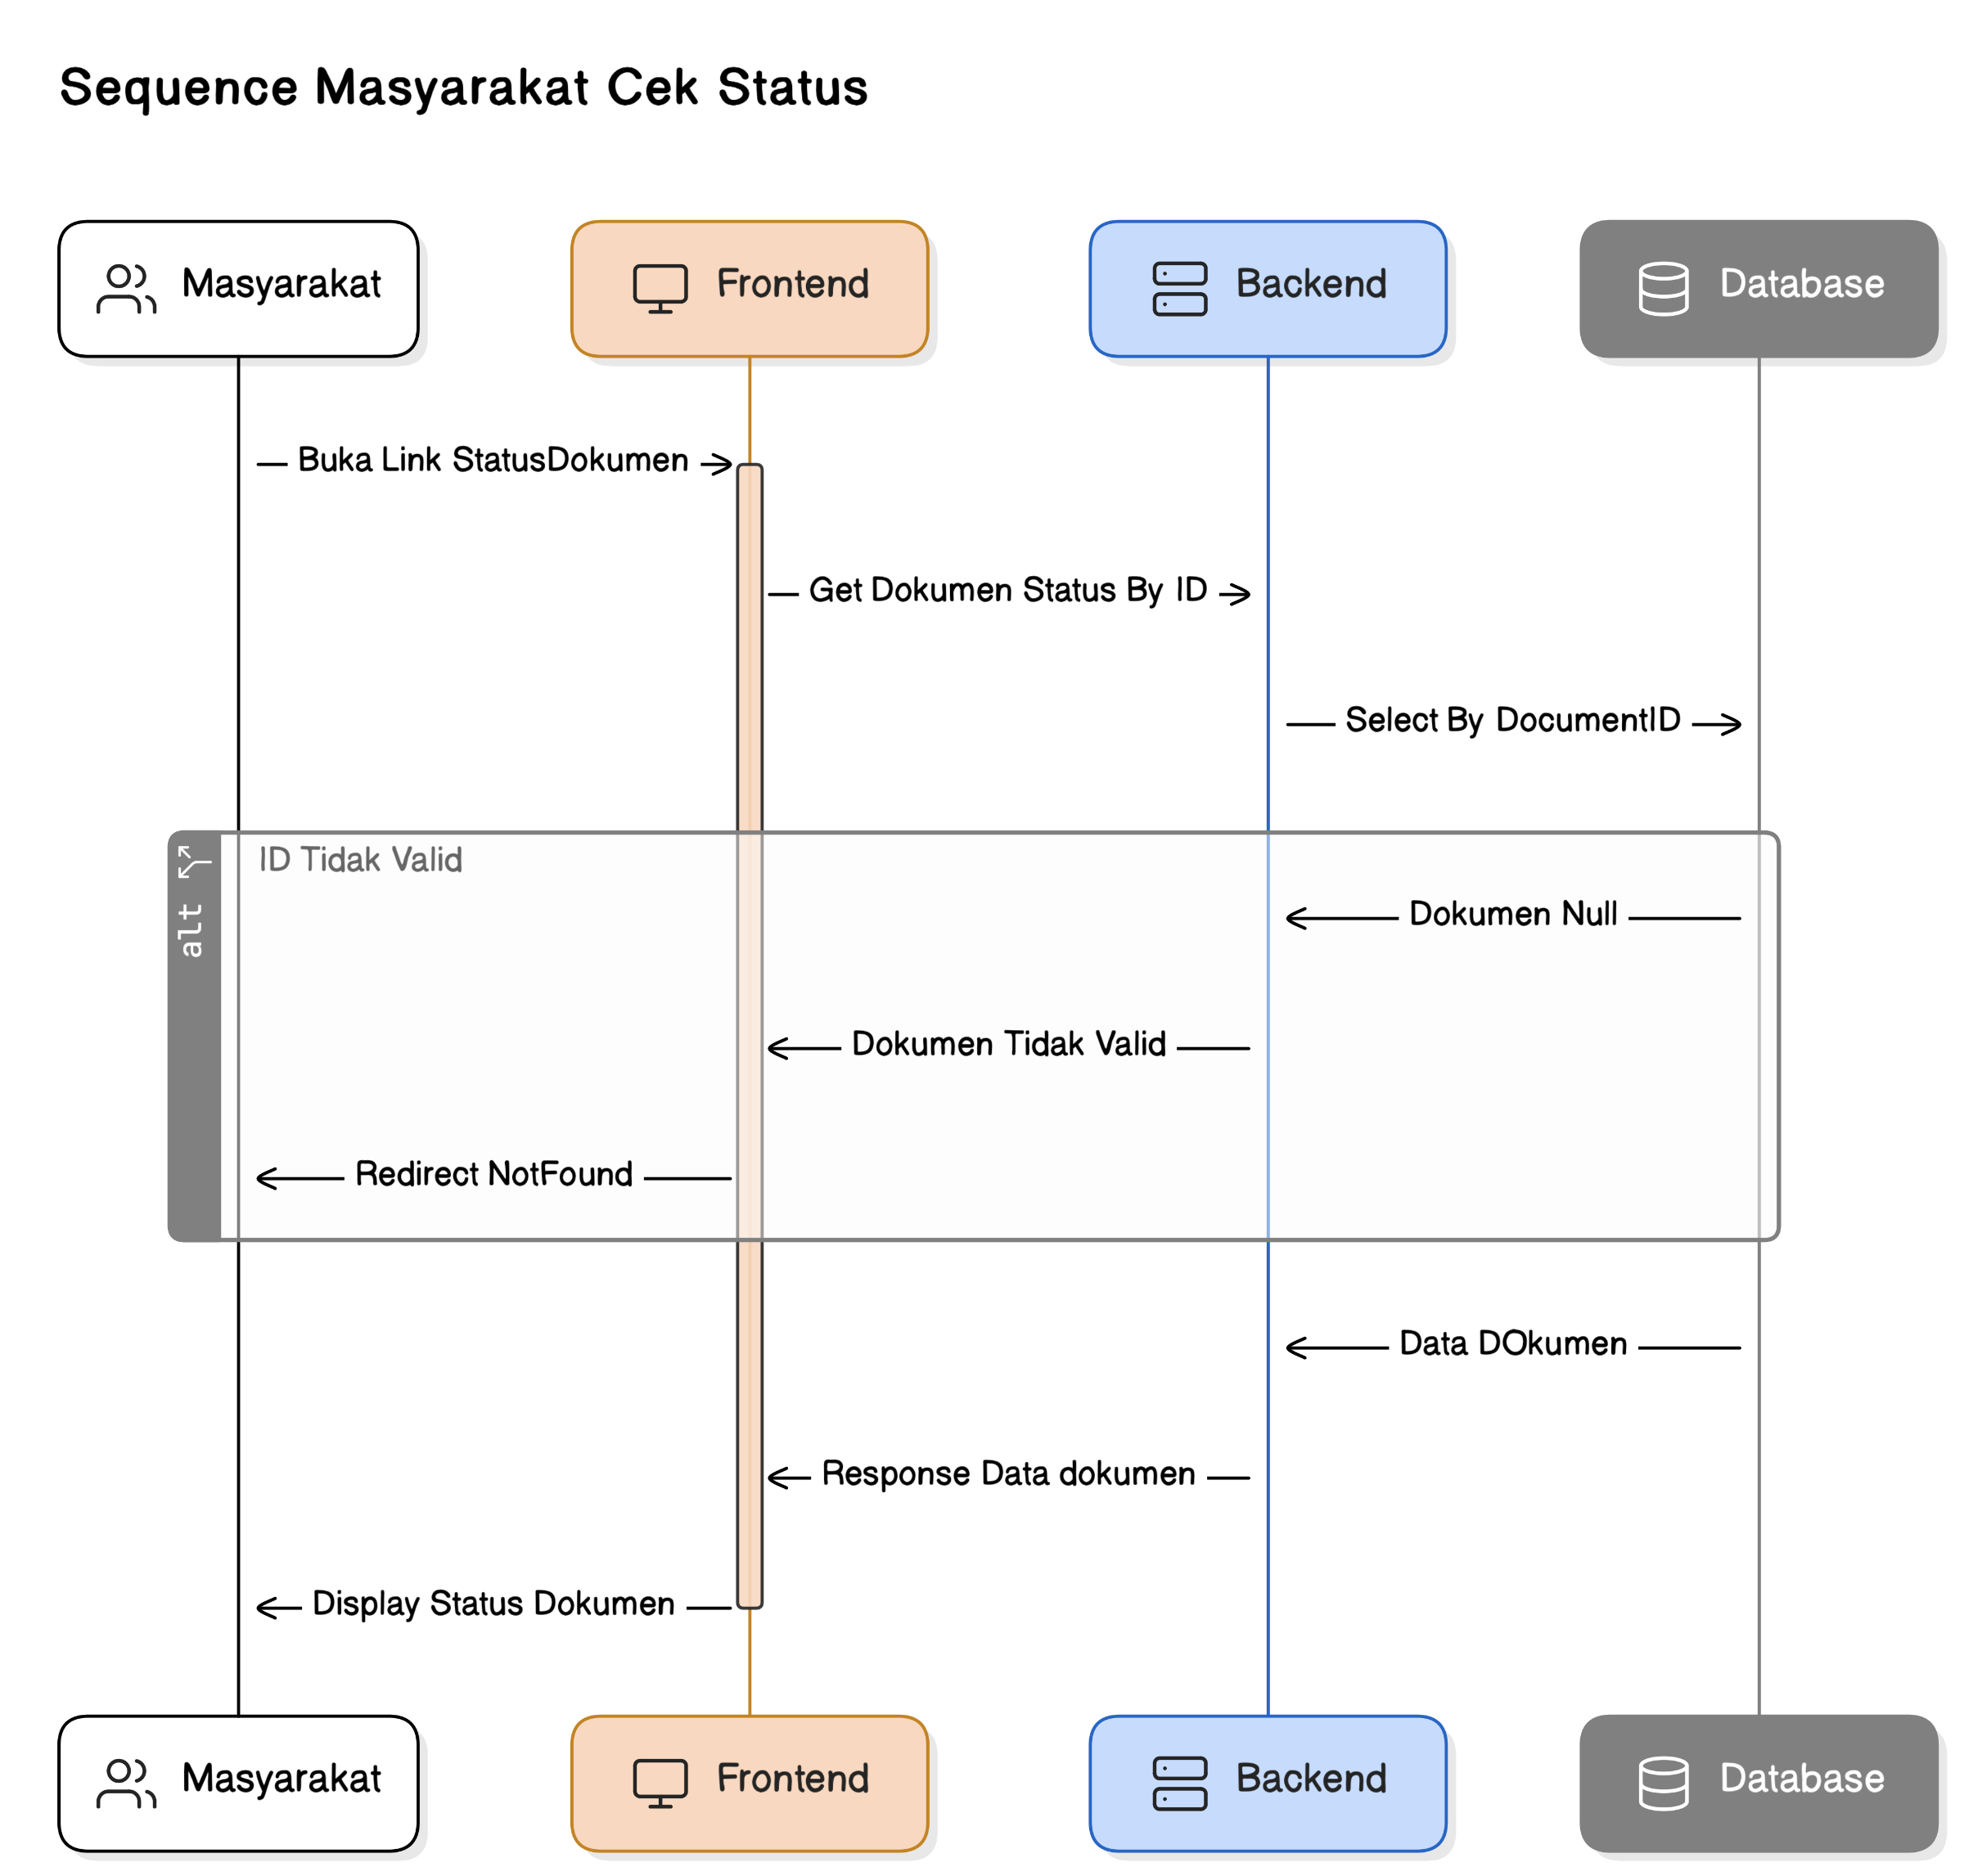 Sequence Masyarakat Cek Status
Masyarakat
Frontend
Backend
Database
Buka Link StatusDokumen
Get Dokumen Status By ID
Select By DocumentID
alt
ID Tidak Valid
Dokumen Null
Dokumen Tidak Valid
Redirect NotFound
Data DOkumen
Response Data dokumen
Display Status Dokumen
Masyarakat
Frontend
Backend
Database